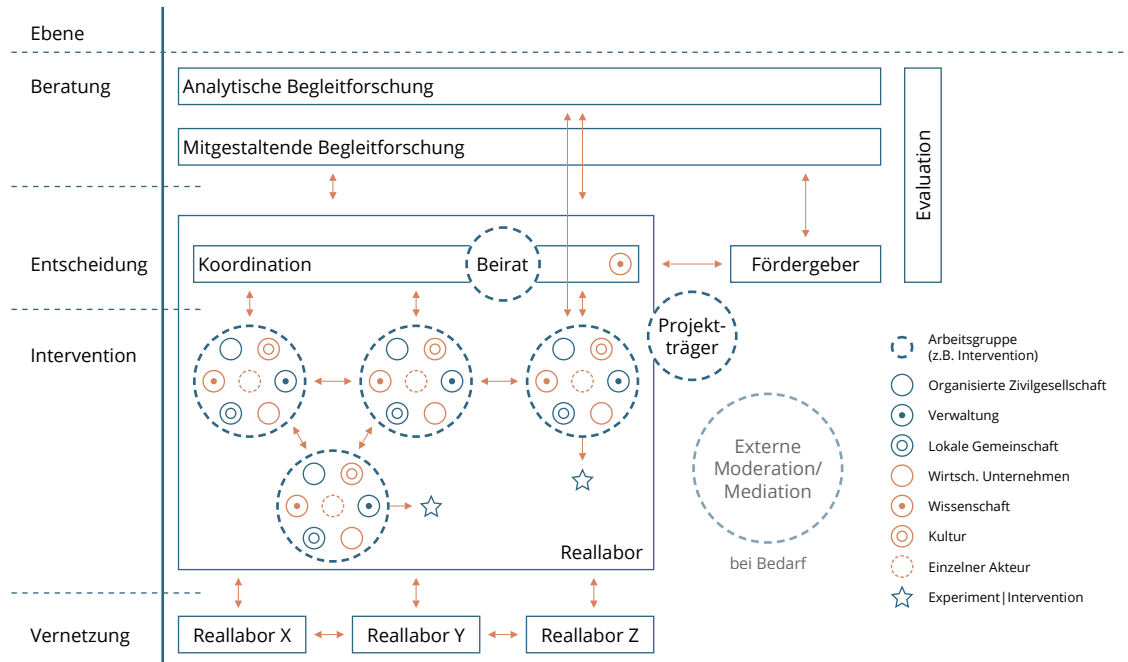 Ebene
Beratung
Analytische Begleitforschung
Mitgestaltende Begleitforschung
Evaluation
Entscheidung
Koordination
Beirat
Fördergeber
Projekt-
träger
Intervention
Externe
Moderation/
Mediation
bei Bedarf
Reallabor
Arbeitsgruppe
(z.B. Intervention)
Organisierte Zivilgesellschaft
Verwaltung
Lokale Gemeinschaft
Wirtsch. Unternehmen
Wissenschaft
Kultur
Einzelner Akteur
Experiment|Intervention
Vernetzung
Reallabor X
Reallabor Y
Reallabor Z